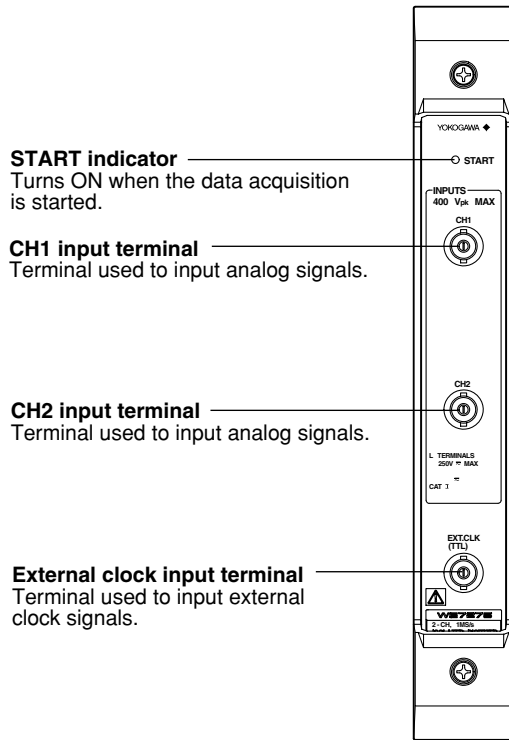 START indicator
Turns ON when the data acquisition
is started.
CH1 input terminal
Terminal used to input analog signals.
CH2 input terminal
Terminal used to input analog signals.
External clock input terminal
Terminal used to input external
clock signals.
YOKOGAWA
START
INPUTS
400 Vpk MAX
CH1
CH2
L TERMINALS
250V MAX
CAT I
EXT.CLK
(TTL)
WE7275
2-CH, 1MS/s